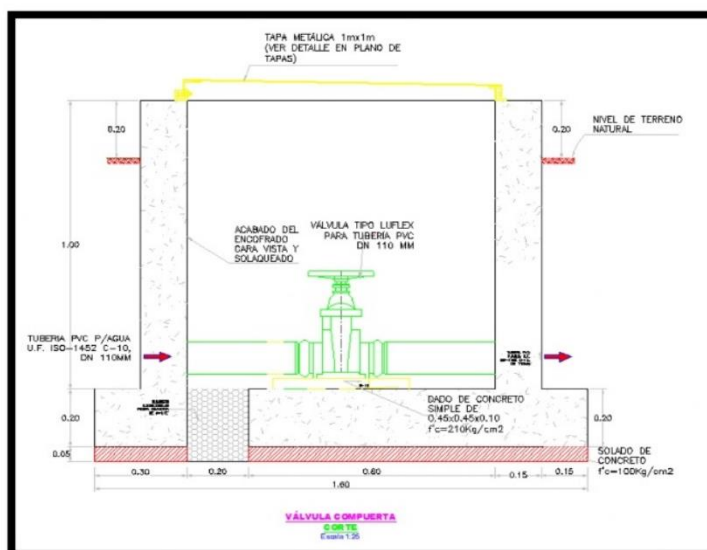 TAPA METÁLICA 1mx1m
(VER DETALLE EN PLANO DE
TAPAS)
0.20
0.20
NIVEL DE TERRENO
NATURAL
1.00
ACABADO DEL
ENCOFRADO
CARA VISTA Y
SOLAQUEADO
VÁLVULA TIPO LUFLEX
PARA TUBERÍA PVC
DN 110 MM
TUBERIA PVC P/AGUA
U.F. ISO-1452 C-10,
DN 110MM
DADO DE CONCRETO
SIMPLE DE
0.45x0.45x0.10
f'c=210Kg/cm2
0.20
0.20
0.05
SOLADO DE
CONCRETO
f'c=100Kg/cm2
0.30
0.20
0.60
0.15
0.15
1.60
VÁLVULA COMPUERTA
CORTE
Escala 1:25